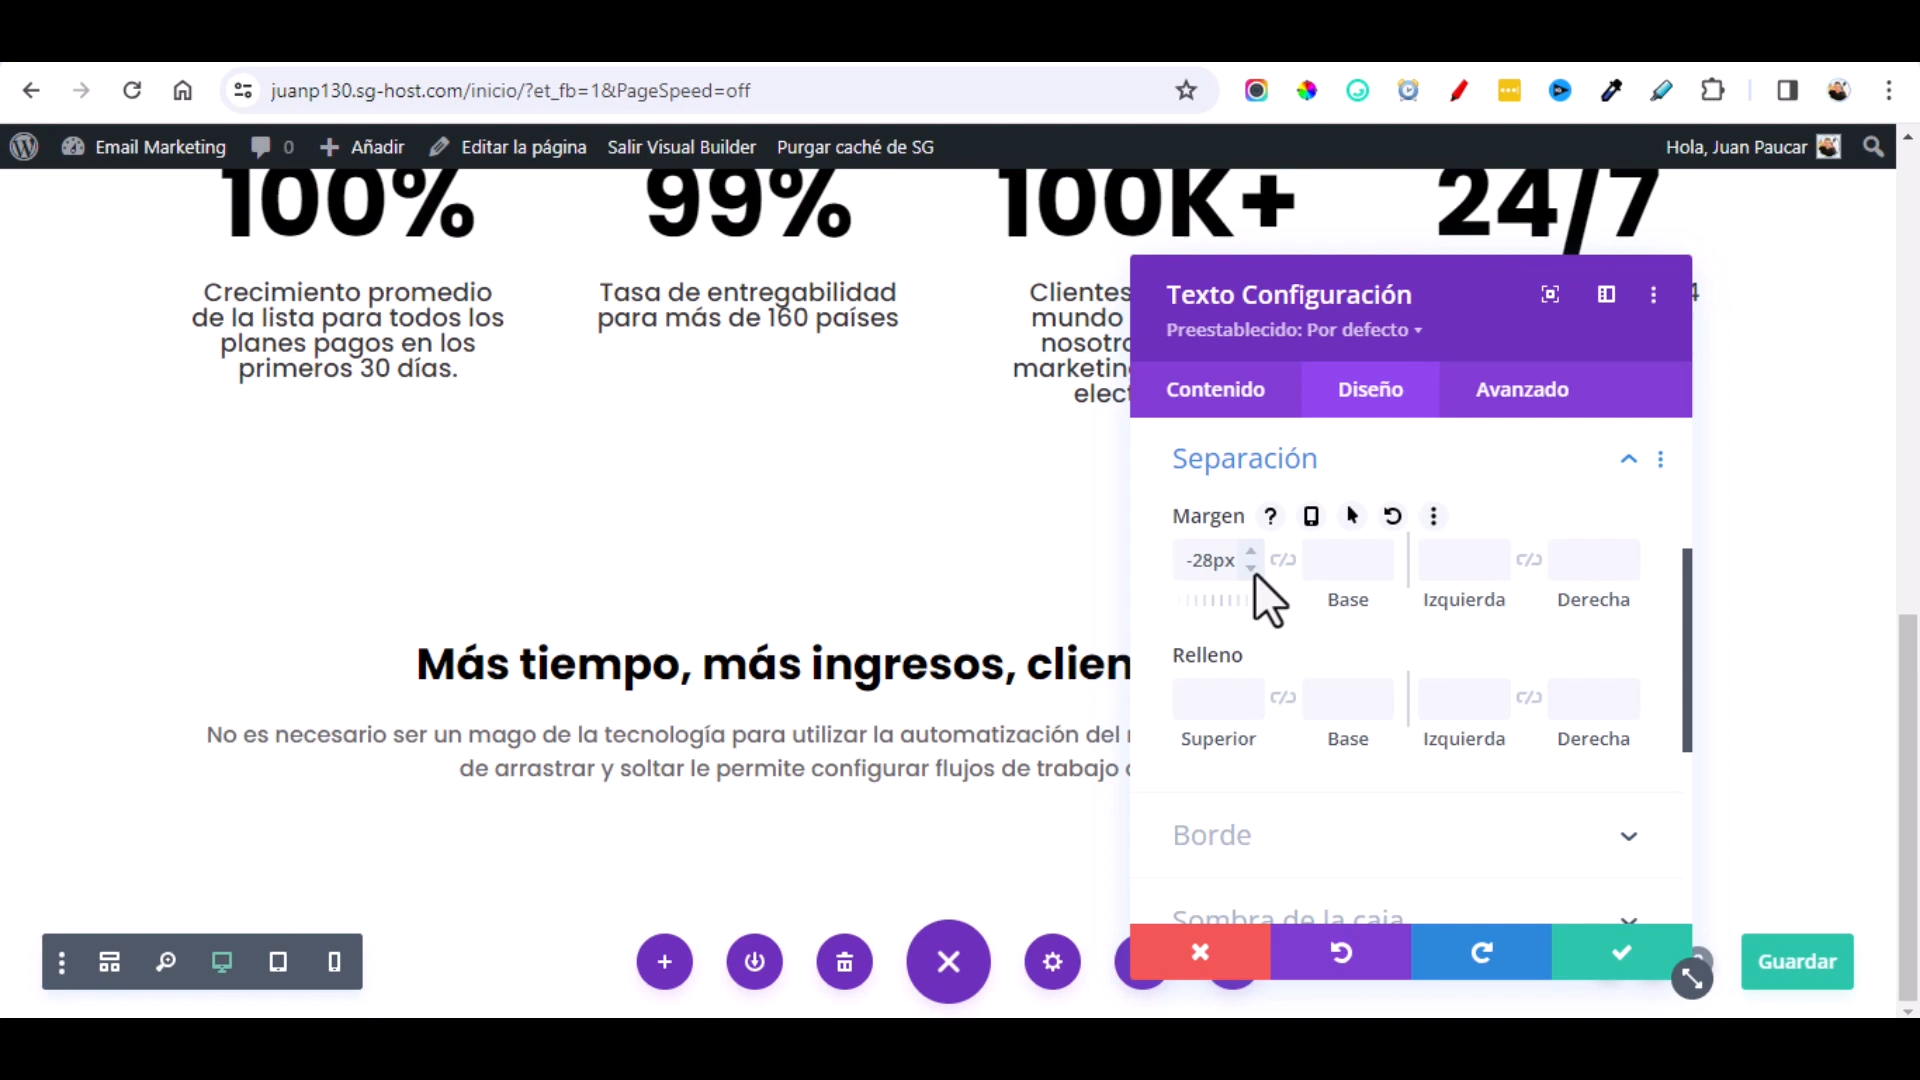 juanp130.sg-host.com/inicio/?et_fb=1&PageSpeed=off
Email Marketing 0 Añadir Editar la página Salir Visual Builder Purgar caché de SG Hola, Juan Paucar
100% 99% 100K+ 24/7
Crecimiento promedio
de la lista para todos los
planes pagos en los
primeros 30 días.
Tasa de entregabilidad
para más de 160 países
Clientes
mundo
marketin
4
Texto Configuración
Preestablecido: Por defecto
Contenido Diseño Avanzado
Separación
Margen ?
-28px
Base Izquierda Derecha
Relleno
Superior Base Izquierda Derecha
Borde
Sombra de la caja
Más tiempo, más ingresos, clien
No es necesario ser un mago de la tecnología para utilizar la automatización del
de arrastrar y soltar le permite configurar flujos de trabajo
Guardar